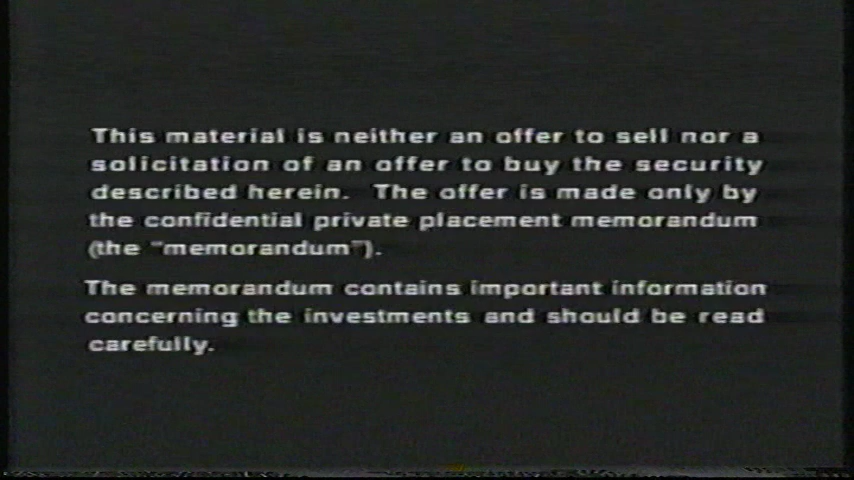 This material is neither an offer to sell nor a
solicitation of an offer to buy the security
described herein. The offer is made only by
the confidential private placement memorandum
(the "memorandum").
The memorandum contains important information
concerning the investments and should be read
carefully.